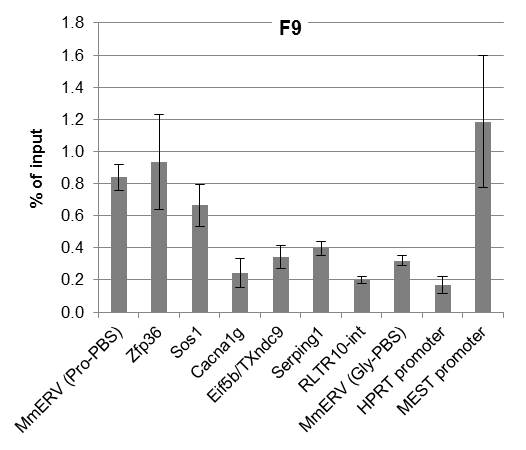 F9
% of input
1.8
1.6
1.4
1.2
1.0
0.8
0.6
0.4
0.2
0.0
MmERV (Pro-PBS)
Zfp36
Sos1
Cacna1g
Eif5b/TXndc9
Serping1
RLTR10-int
MmERV (Gly-PBS)
HPRT promoter
MEST promoter